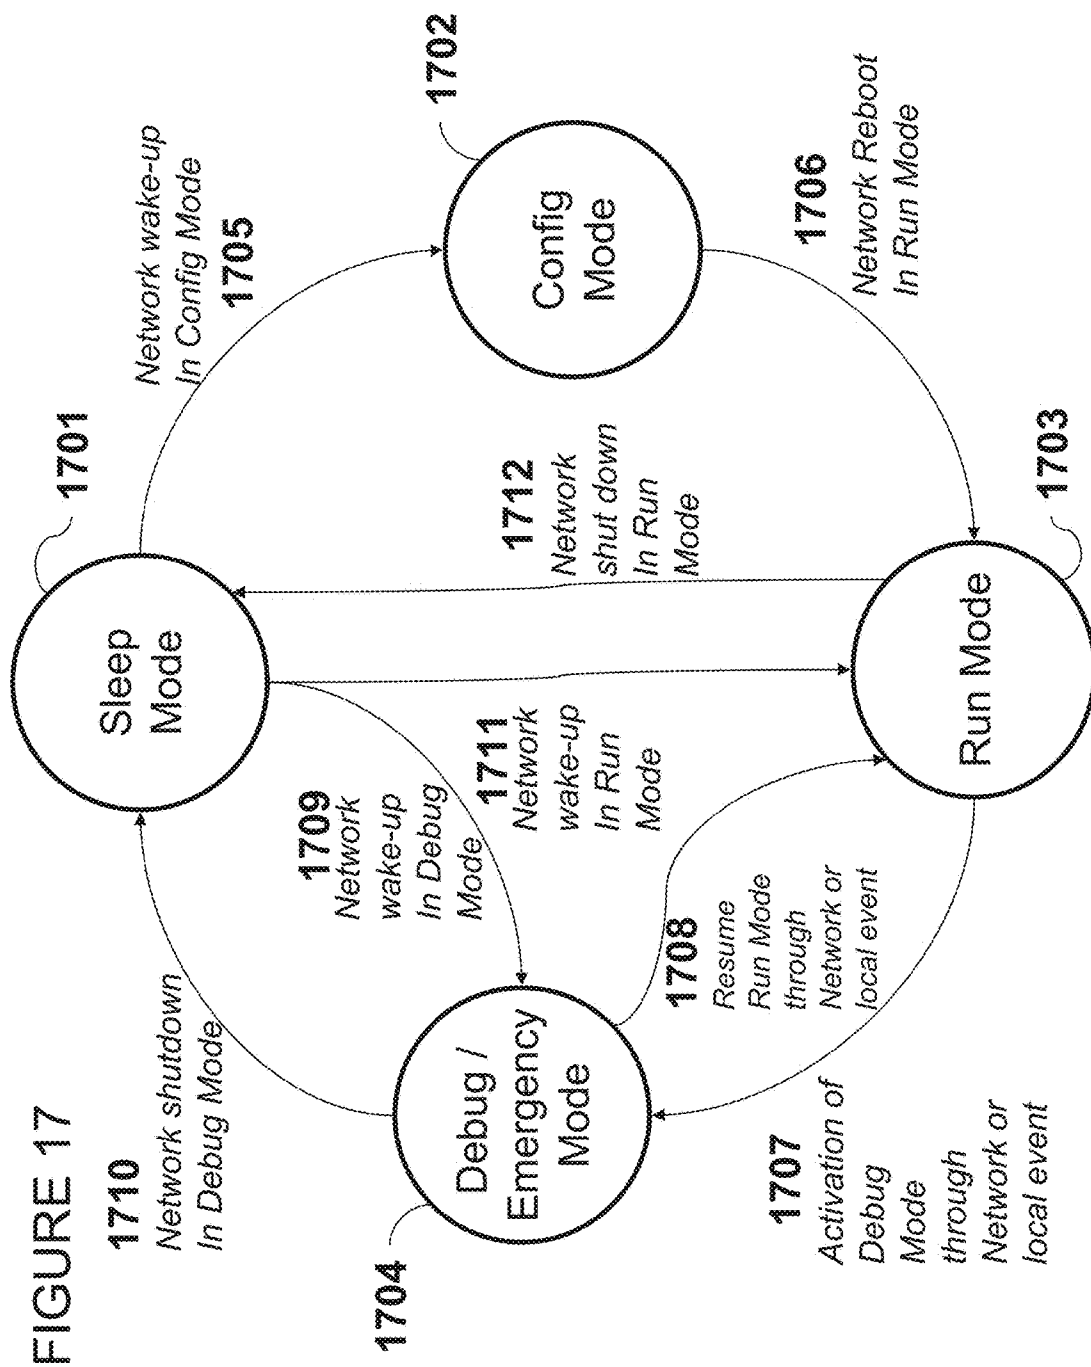 FIGURE 17
1710
Network shutdown
In Debug Mode
1704
Debug /
Emergency
Mode
1707
Activation of
Debug
Mode
through
Network or
local event
1709
Network
wake-up
In Debug
Mode
1708
Resume
Run Mode
through
Network or
local event
1701
Sleep
Mode
1711
Network
wake-up
In Run
Mode
1712
Network
shut down
In Run
Mode
Run Mode
1703
Network wake-up
In Config Mode
1705
1702
Config
Mode
1706
Network Reboot
In Run Mode